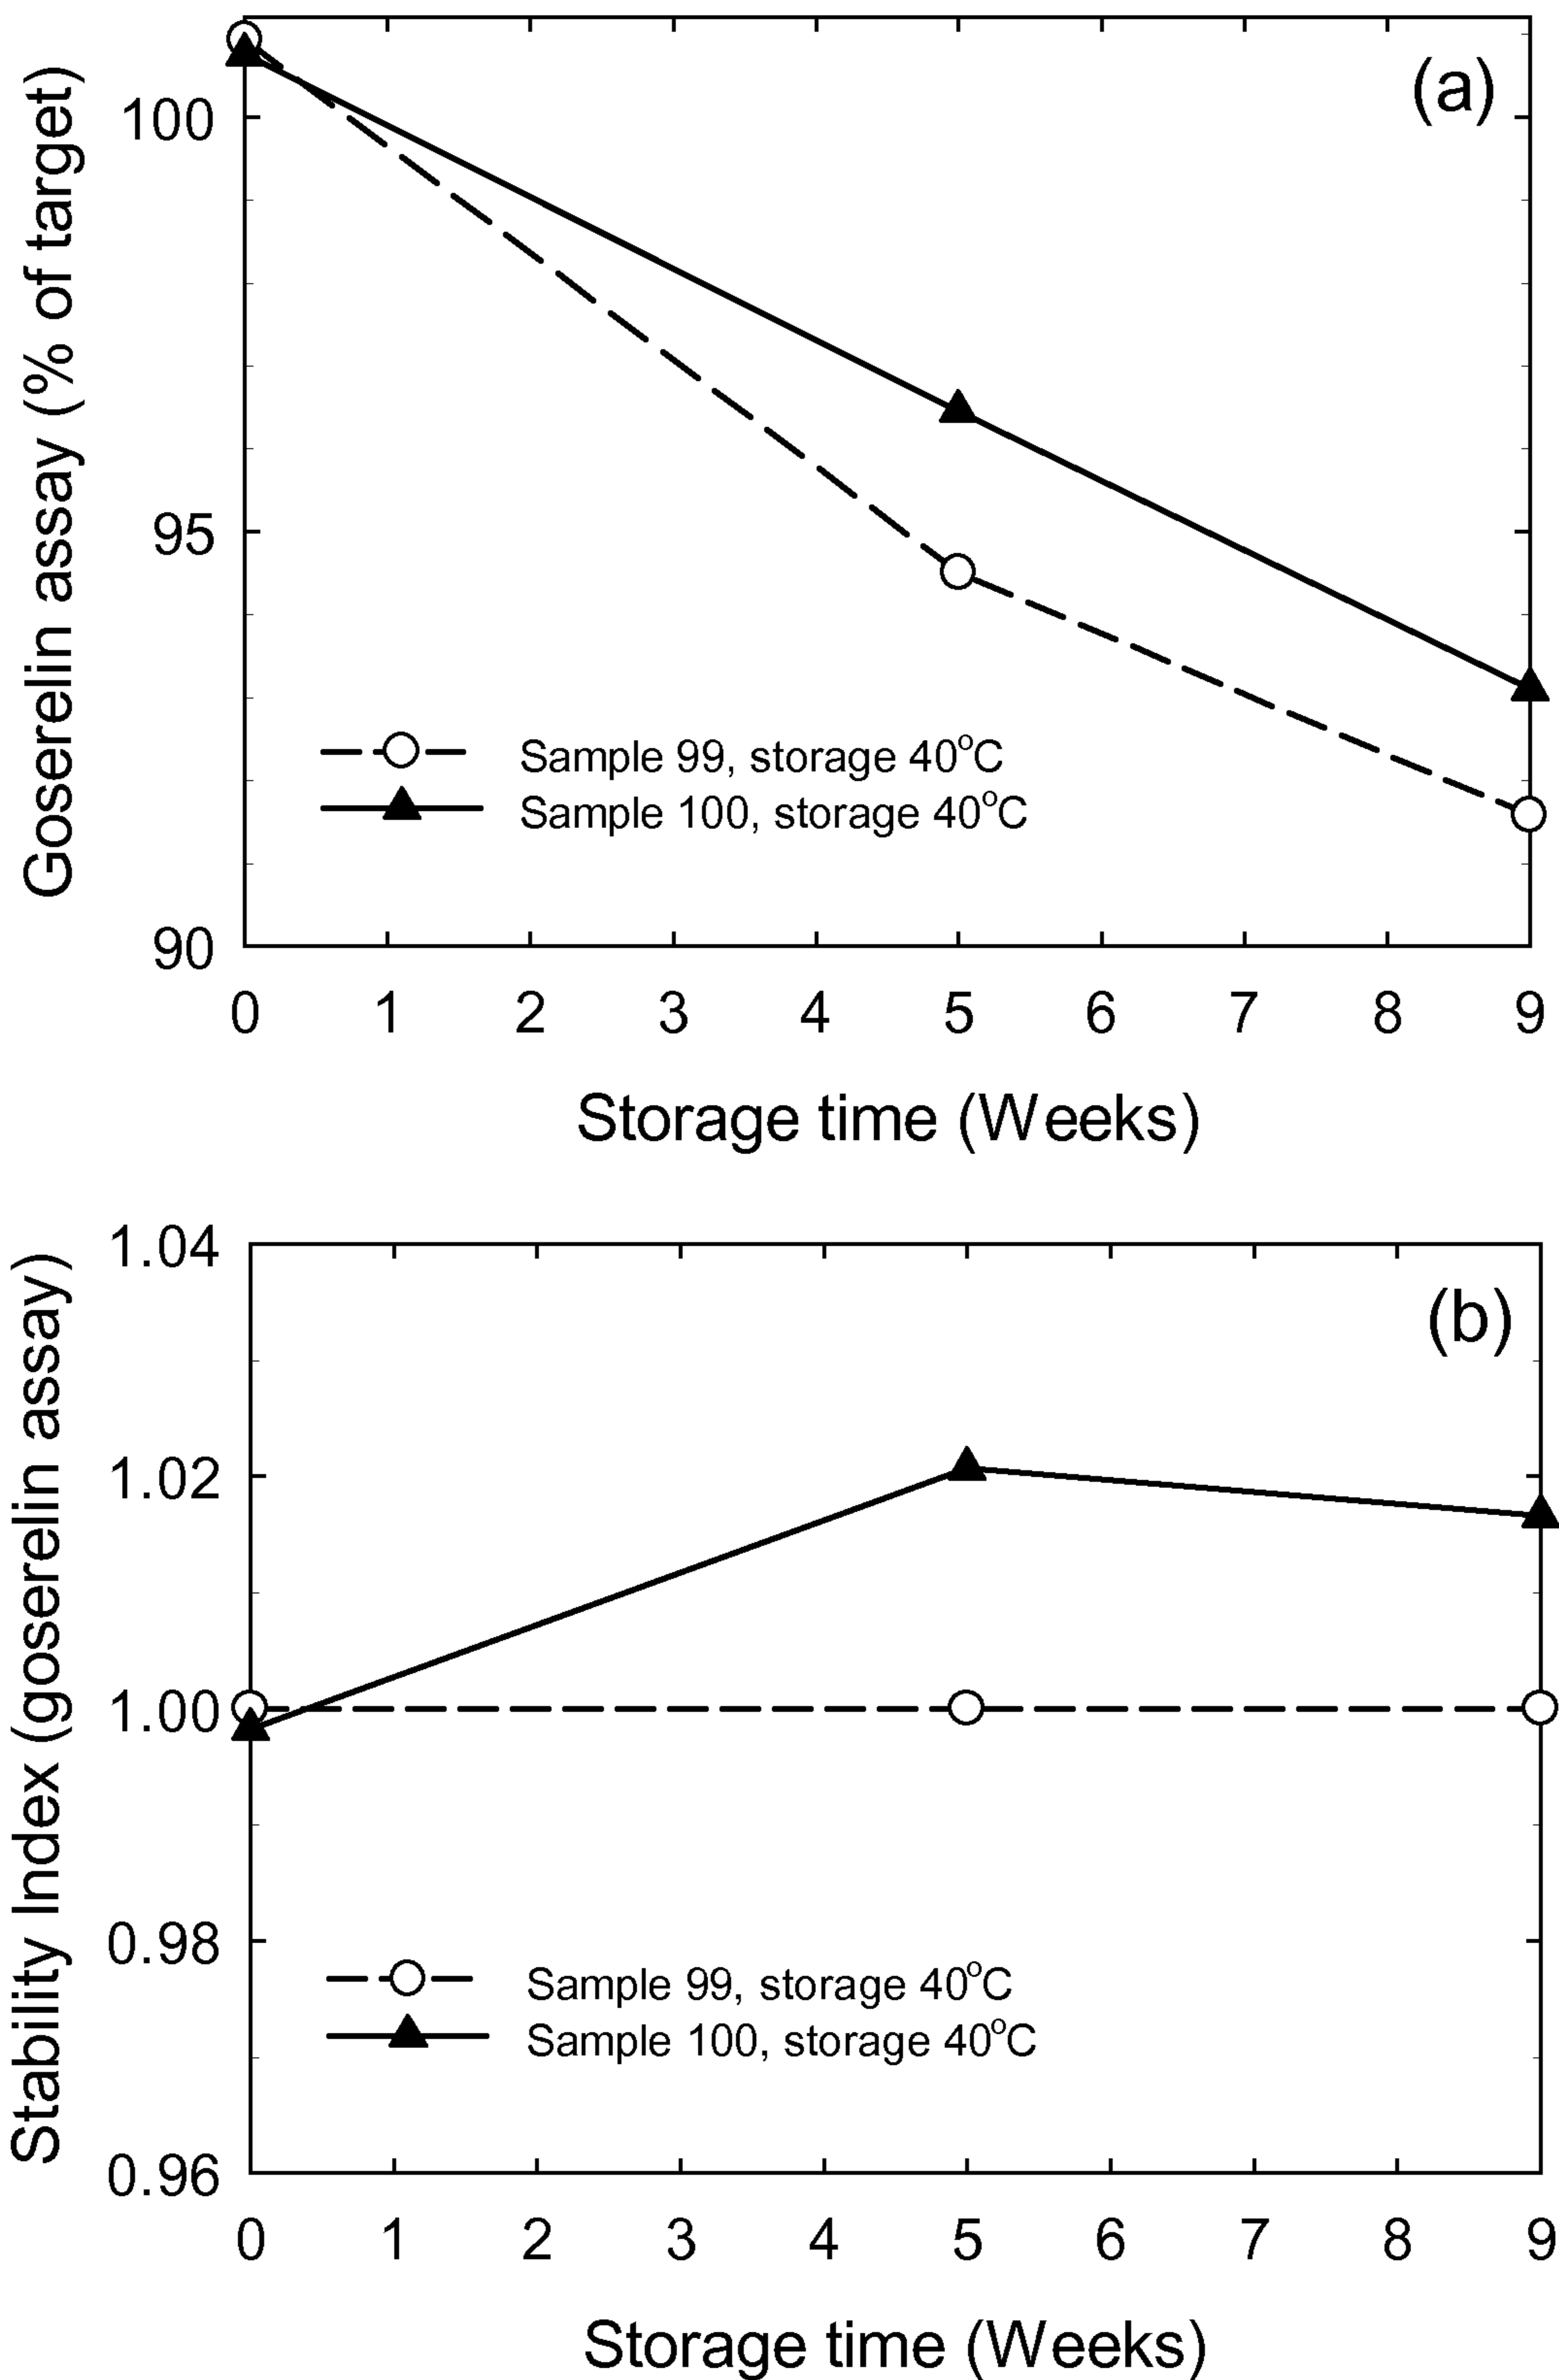 (a)
Goserelin assay (% of target)
100
95
90
Sample 99, storage 40°C
Sample 100, storage 40°C
0 1 2 3 4 5 6 7 8 9
Storage time (Weeks)
(b)
Stability Index (goserelin assay)
1.04
1.02
1.00
0.98
0.96
Sample 99, storage 40°C
Sample 100, storage 40°C
0 1 2 3 4 5 6 7 8 9
Storage time (Weeks)